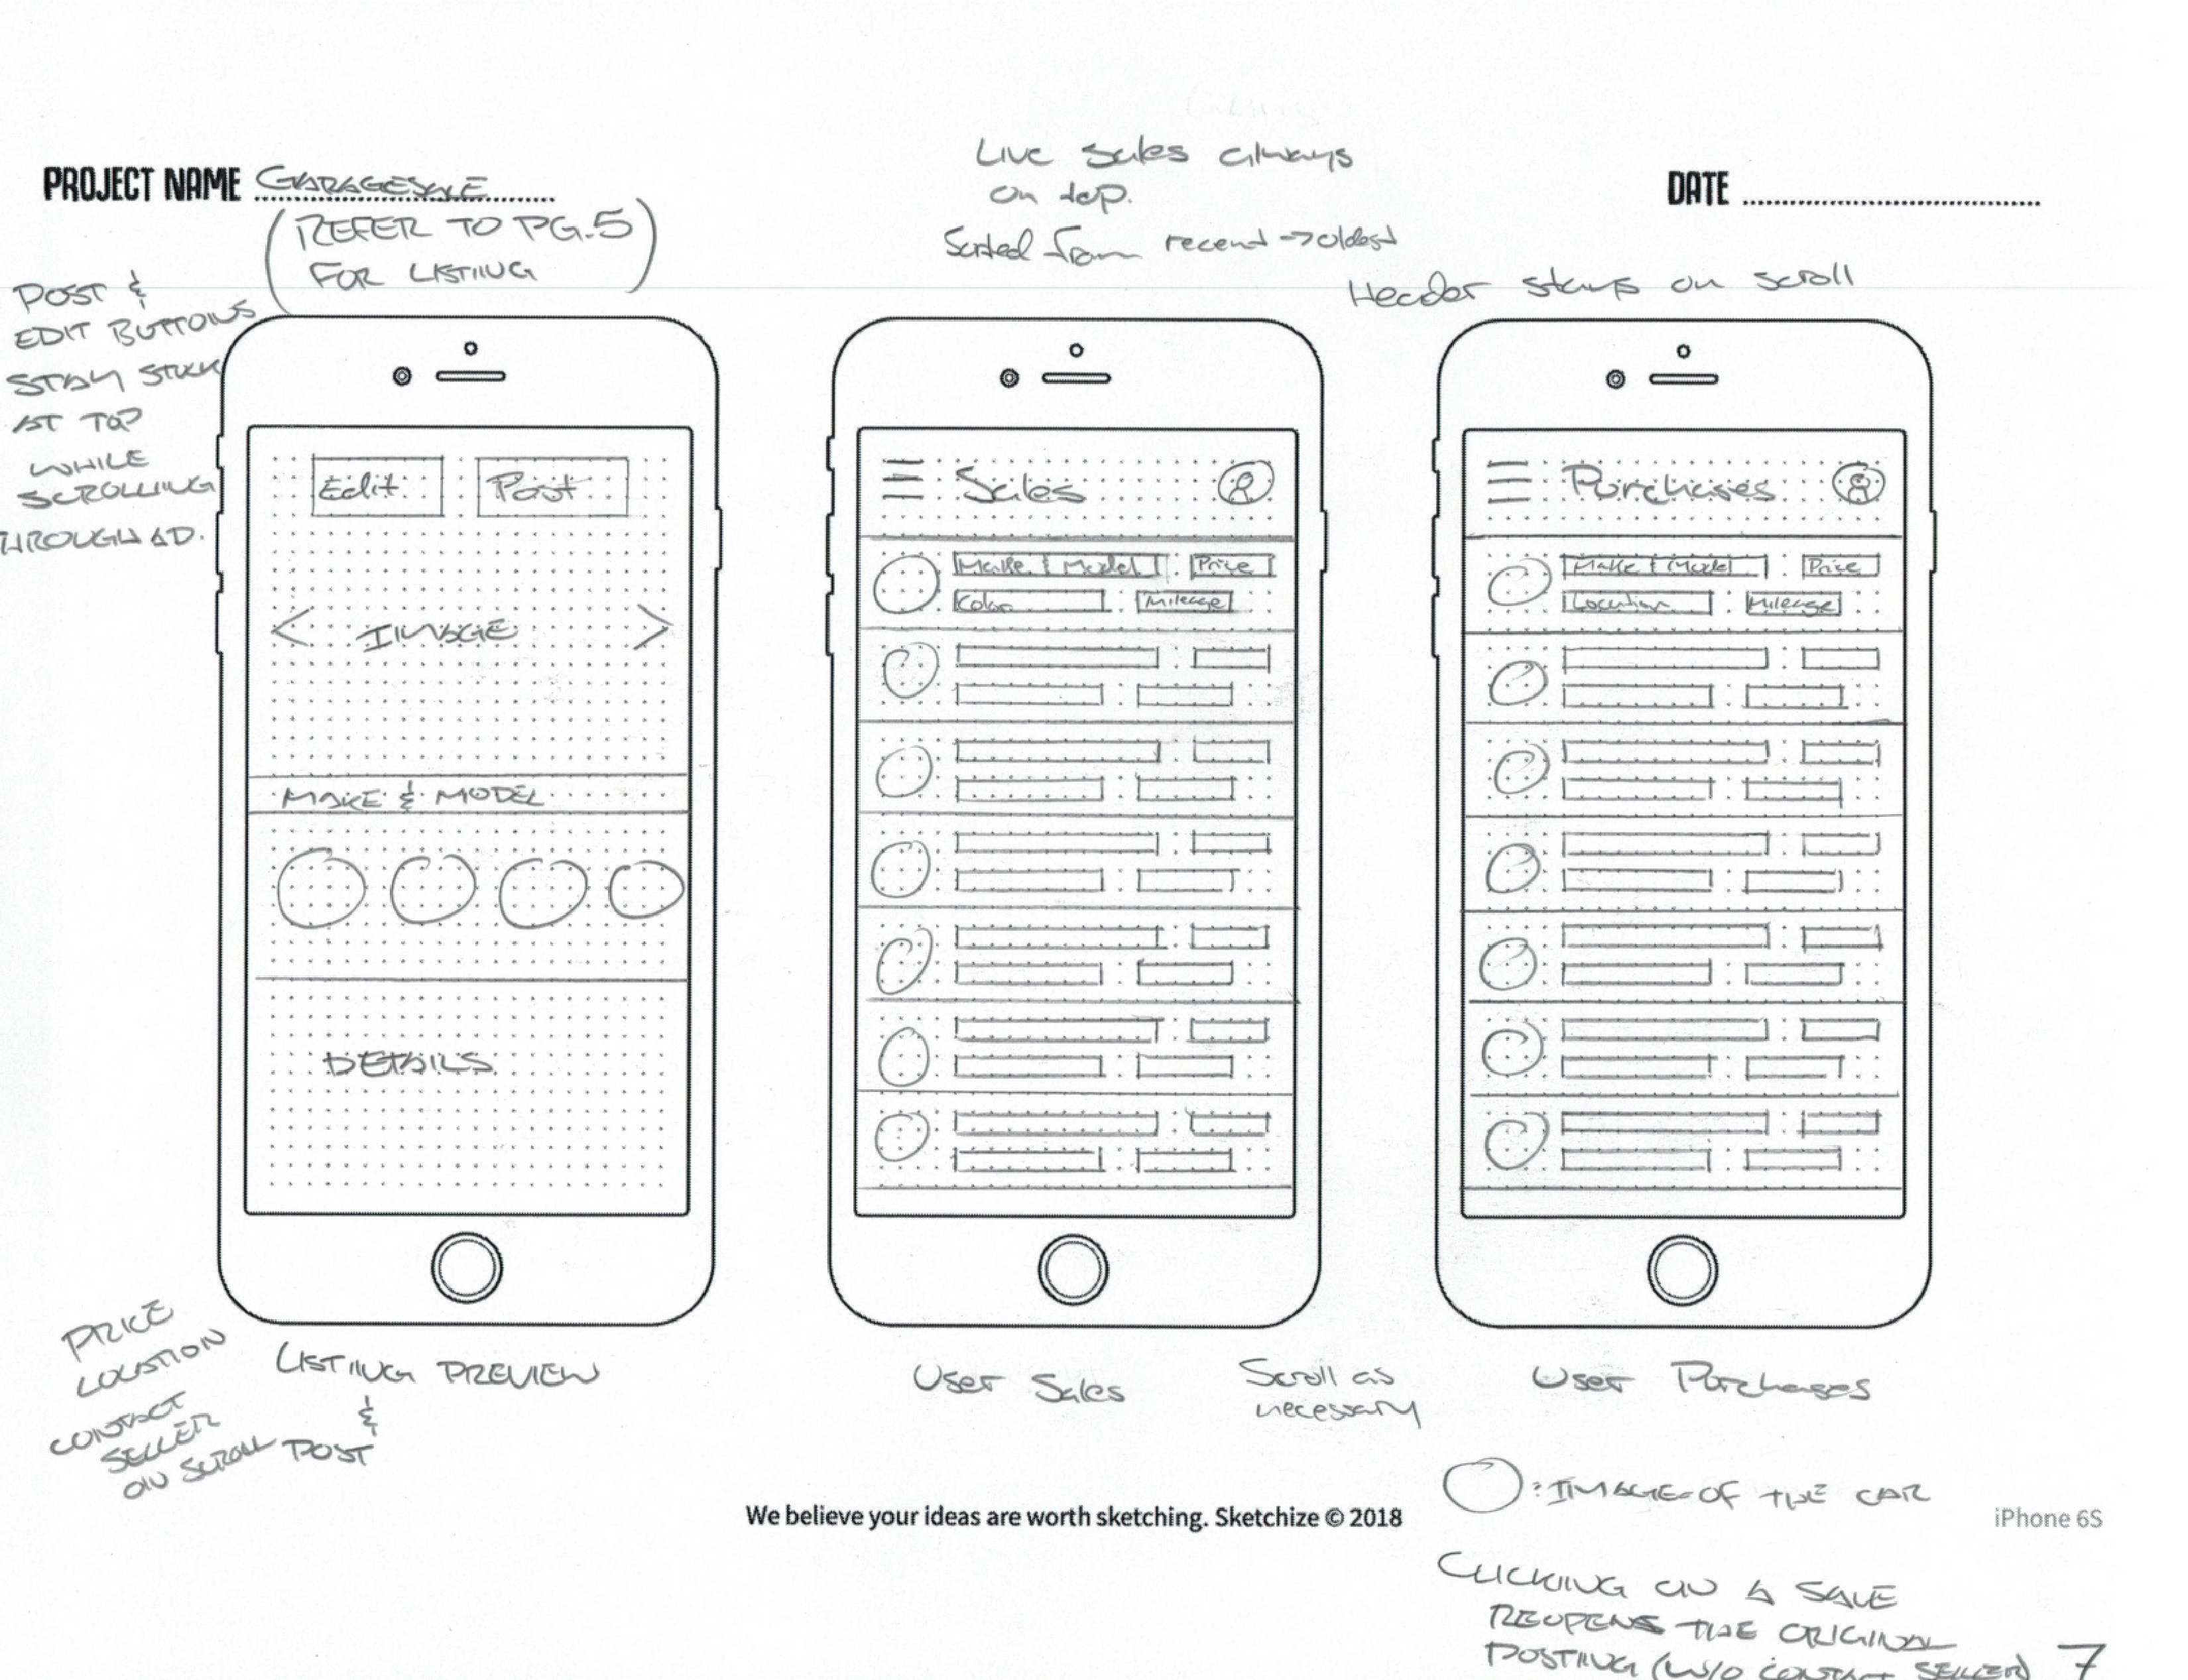 PROJECT NAME GARAGESALE
(REFER TO PG.5
FOR LISTING)
Live Sales always
on top.
Sorted from recent → oldest
DATE
Header stays on scroll
POST &
EDIT BUTTONS
STAY STUCK
AT TOP
WHILE
SCROLLING
THROUGH AD.
Edit Post
< IMAGE >
MAKE & MODEL
DETAILS
Sales
Make & Model Price
Color Mileage
Purchases
Make & Model Price
Location Mileage
PRICE
LOCATION
CONTACT
SELLER
ON SCROLL
LISTING PREVIEW
&
POST
User Sales
Scroll as
necessary
User Purchases
: IMAGE OF THE CAR
We believe your ideas are worth sketching. Sketchize © 2018
iPhone 6S
CLICKING ON A SALE
REOPENS THE ORIGINAL
POSTING (W/O CONTACT SELLER)
7